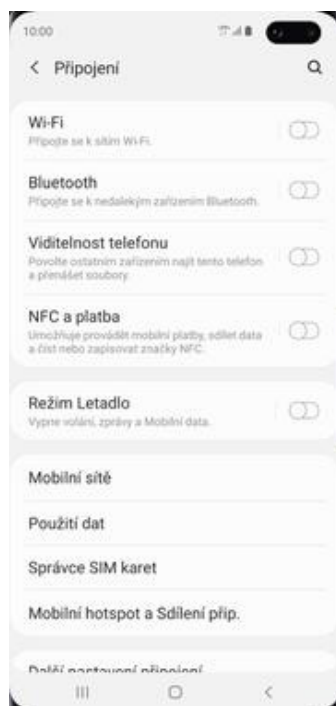 10:00
Připojení
Wi-Fi
Připojte se k sítím Wi-Fi.
Bluetooth
Připojte se k nedalekým zařízením Bluetooth.
Viditelnost telefonu
Povolte ostatním zařízením najít tento telefon
a přenášet soubory.
NFC a platba
Umožňuje provádět mobilní platby, sdílet data
a číst nebo zapisovat značky NFC.
Režim Letadlo
Vypne volání, zprávy a Mobilní data.
Mobilní sítě
Použití dat
Správce SIM karet
Mobilní hotspot a Sdílení přip.
Další nastavení připojení